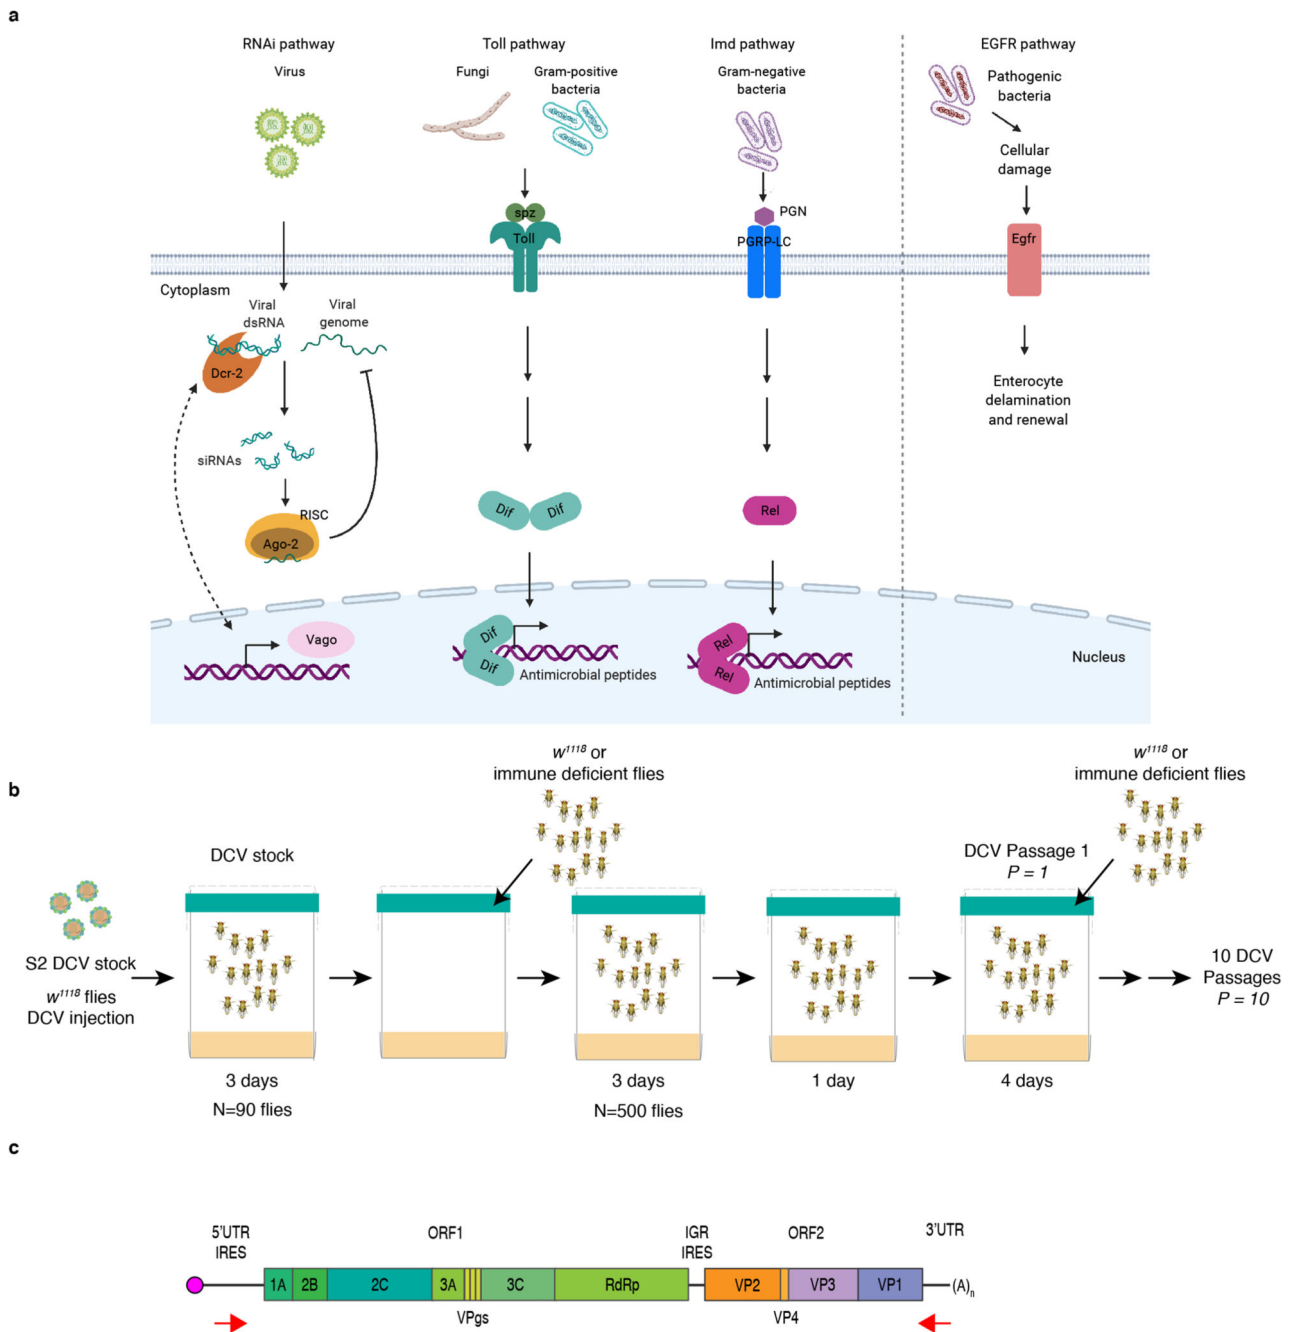 a
RNAi pathway
Toll pathway
Imd pathway
EGFR pathway
Virus
Fungi
Gram-positive
bacteria
Gram-negative
bacteria
Pathogenic
bacteria
Cellular
damage
spz
Toll
PGN
PGRP-LC
Egfr
Cytoplasm
Viral
dsRNA
Viral
genome
Dcr-2
Enterocyte
delamination
and renewal
siRNAs
RISC
Ago-2
Dif
Dif
Rel
Vago
Dif
Dif
Antimicrobial peptides
Rel
Rel
Antimicrobial peptides
Nucleus
b
w1118 or
immune deficient flies
w1118 or
immune deficient flies
DCV stock
DCV Passage 1
P = 1
S2 DCV stock
w1118 flies
DCV injection
10 DCV
Passages
P = 10
3 days
N=90 flies
3 days
N=500 flies
1 day
4 days
c
5'UTR
IRES
ORF1
IGR
IRES
ORF2
3'UTR
1A 2B 2C 3A 3C RdRp VP2 VP3 VP1 (A)n
VPgs
VP4